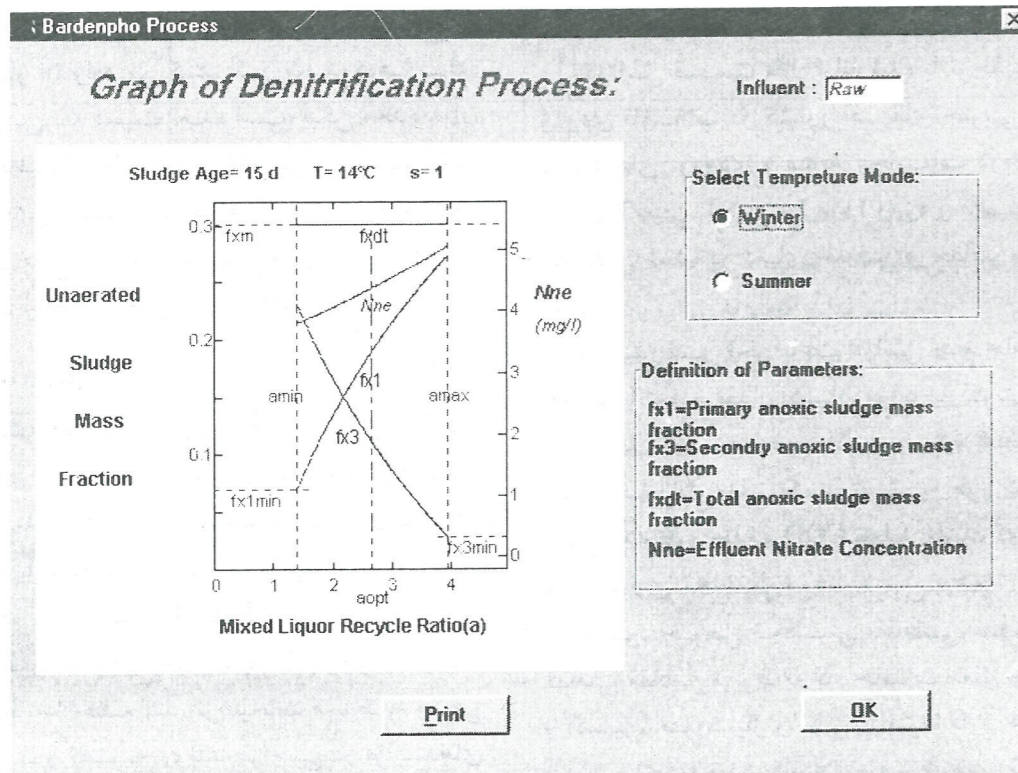 Bardenpho Process
Graph of Denitrification Process:
Influent : Raw
Sludge Age= 15 d T= 14°C s= 1
Select Tempreture Mode:
Winter
Summer
0.3
0.2
0.1
fxm
fxdt
Nne
fx1
fx3
amin
amax
fx1min
fx3min
5
4
3
2
1
0
Nne
(mg/l)
Unaerated
Sludge
Mass
Fraction
0 1 2 3 4
aopt
Mixed Liquor Recycle Ratio(a)
Definition of Parameters:
fx1=Primary anoxic sludge mass
fraction
fx3=Secondry anoxic sludge mass
fraction
fxdt=Total anoxic sludge mass
fraction
Nne=Effluent Nitrate Concentration
Print
OK